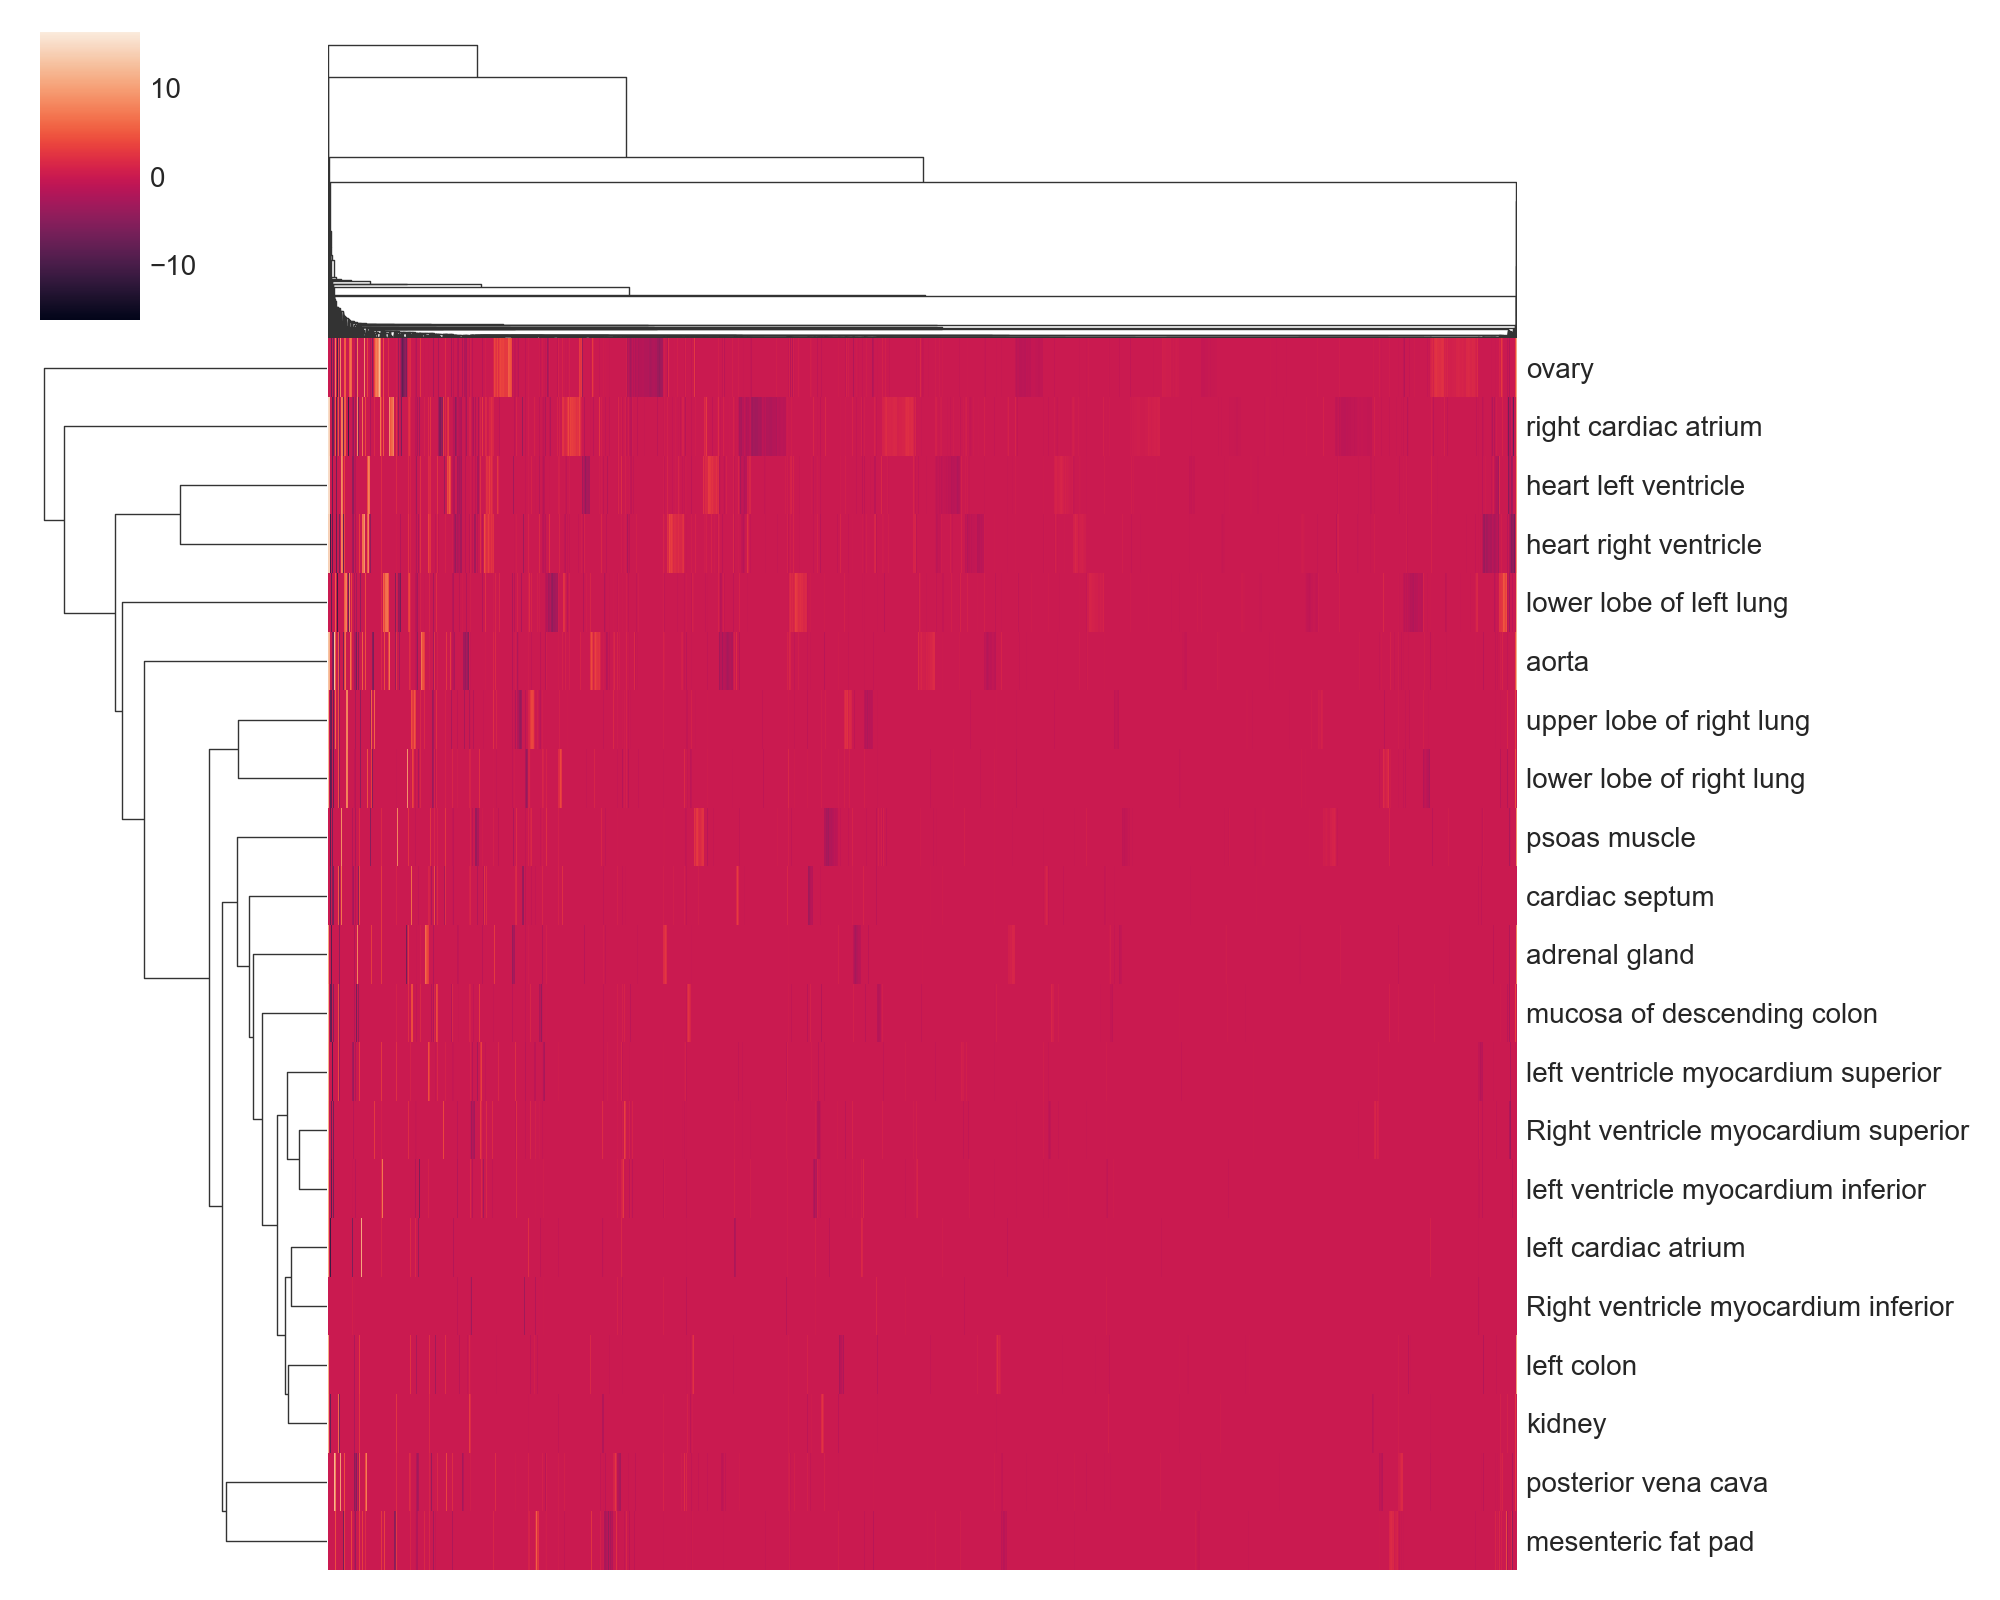 10
0
−10
ovary
right cardiac atrium
heart left ventricle
heart right ventricle
lower lobe of left lung
aorta
upper lobe of right lung
lower lobe of right lung
psoas muscle
cardiac septum
adrenal gland
mucosa of descending colon
left ventricle myocardium superior
Right ventricle myocardium superior
left ventricle myocardium inferior
left cardiac atrium
Right ventricle myocardium inferior
left colon
kidney
posterior vena cava
mesenteric fat pad